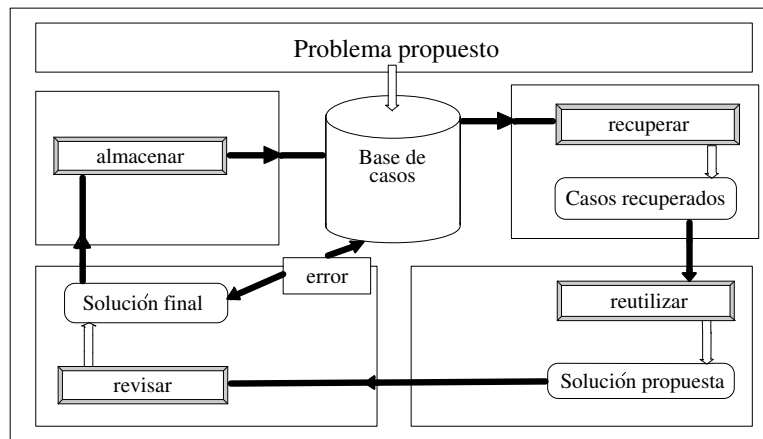 Problema propuesto
almacenar
Base de
casos
recuperar
Casos recuperados
error
Solución final
reutilizar
revisar
Solución propuesta